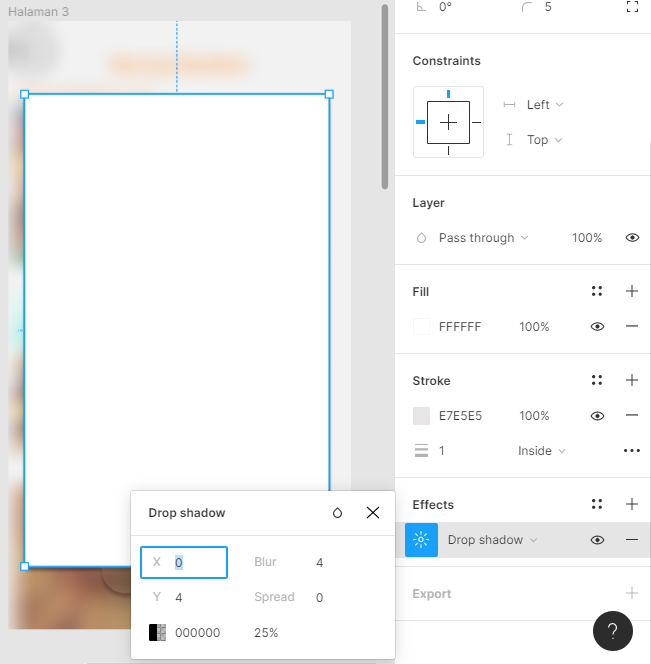 Halaman 3
0°
5
Constraints
Left
Top
Layer
Pass through
100%
Fill
FFFFFF
100%
Stroke
E7E5E5
100%
1
Inside
Effects
Drop shadow
Export
Drop shadow
X 0 Blur 4
Y 4 Spread 0
000000 25%
?